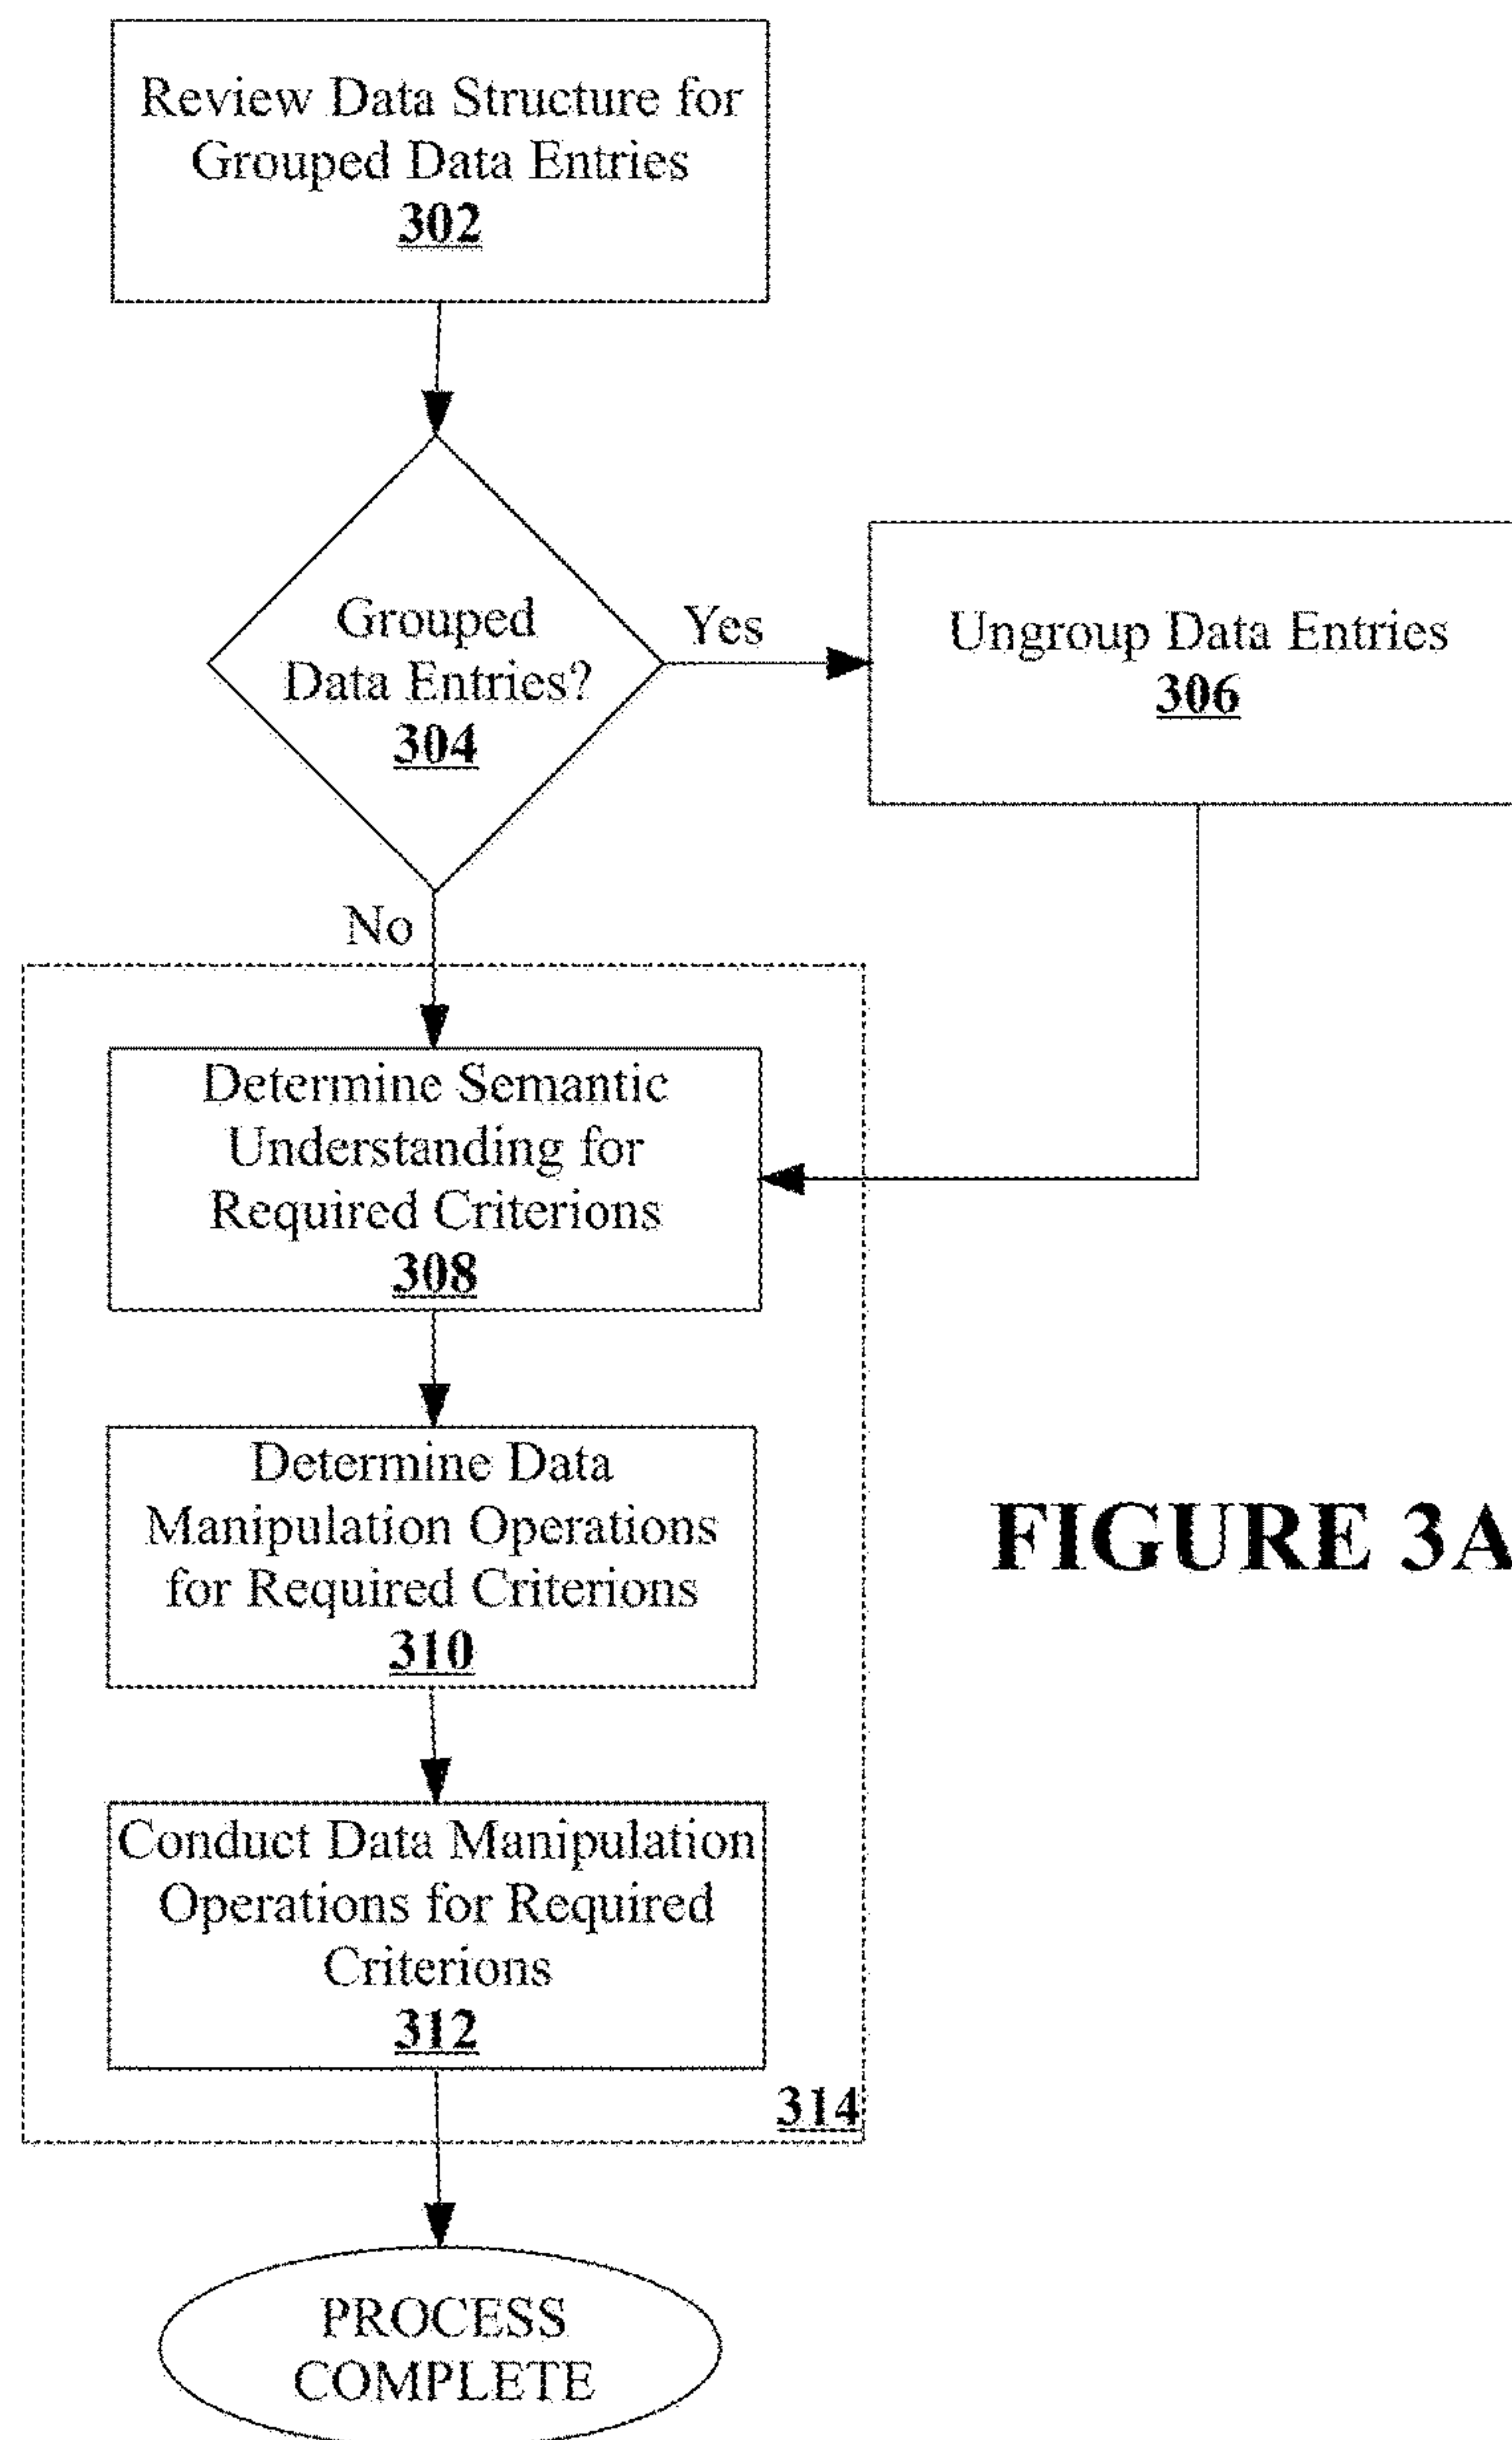 Review Data Structure for
Grouped Data Entries
302
Grouped
Data Entries?
304
Yes
Ungroup Data Entries
306
No
Determine Semantic
Understanding for
Required Criterions
308
Determine Data
Manipulation Operations
for Required Criterions
310
FIGURE 3A
Conduct Data Manipulation
Operations for Required
Criterions
312
314
PROCESS
COMPLETE